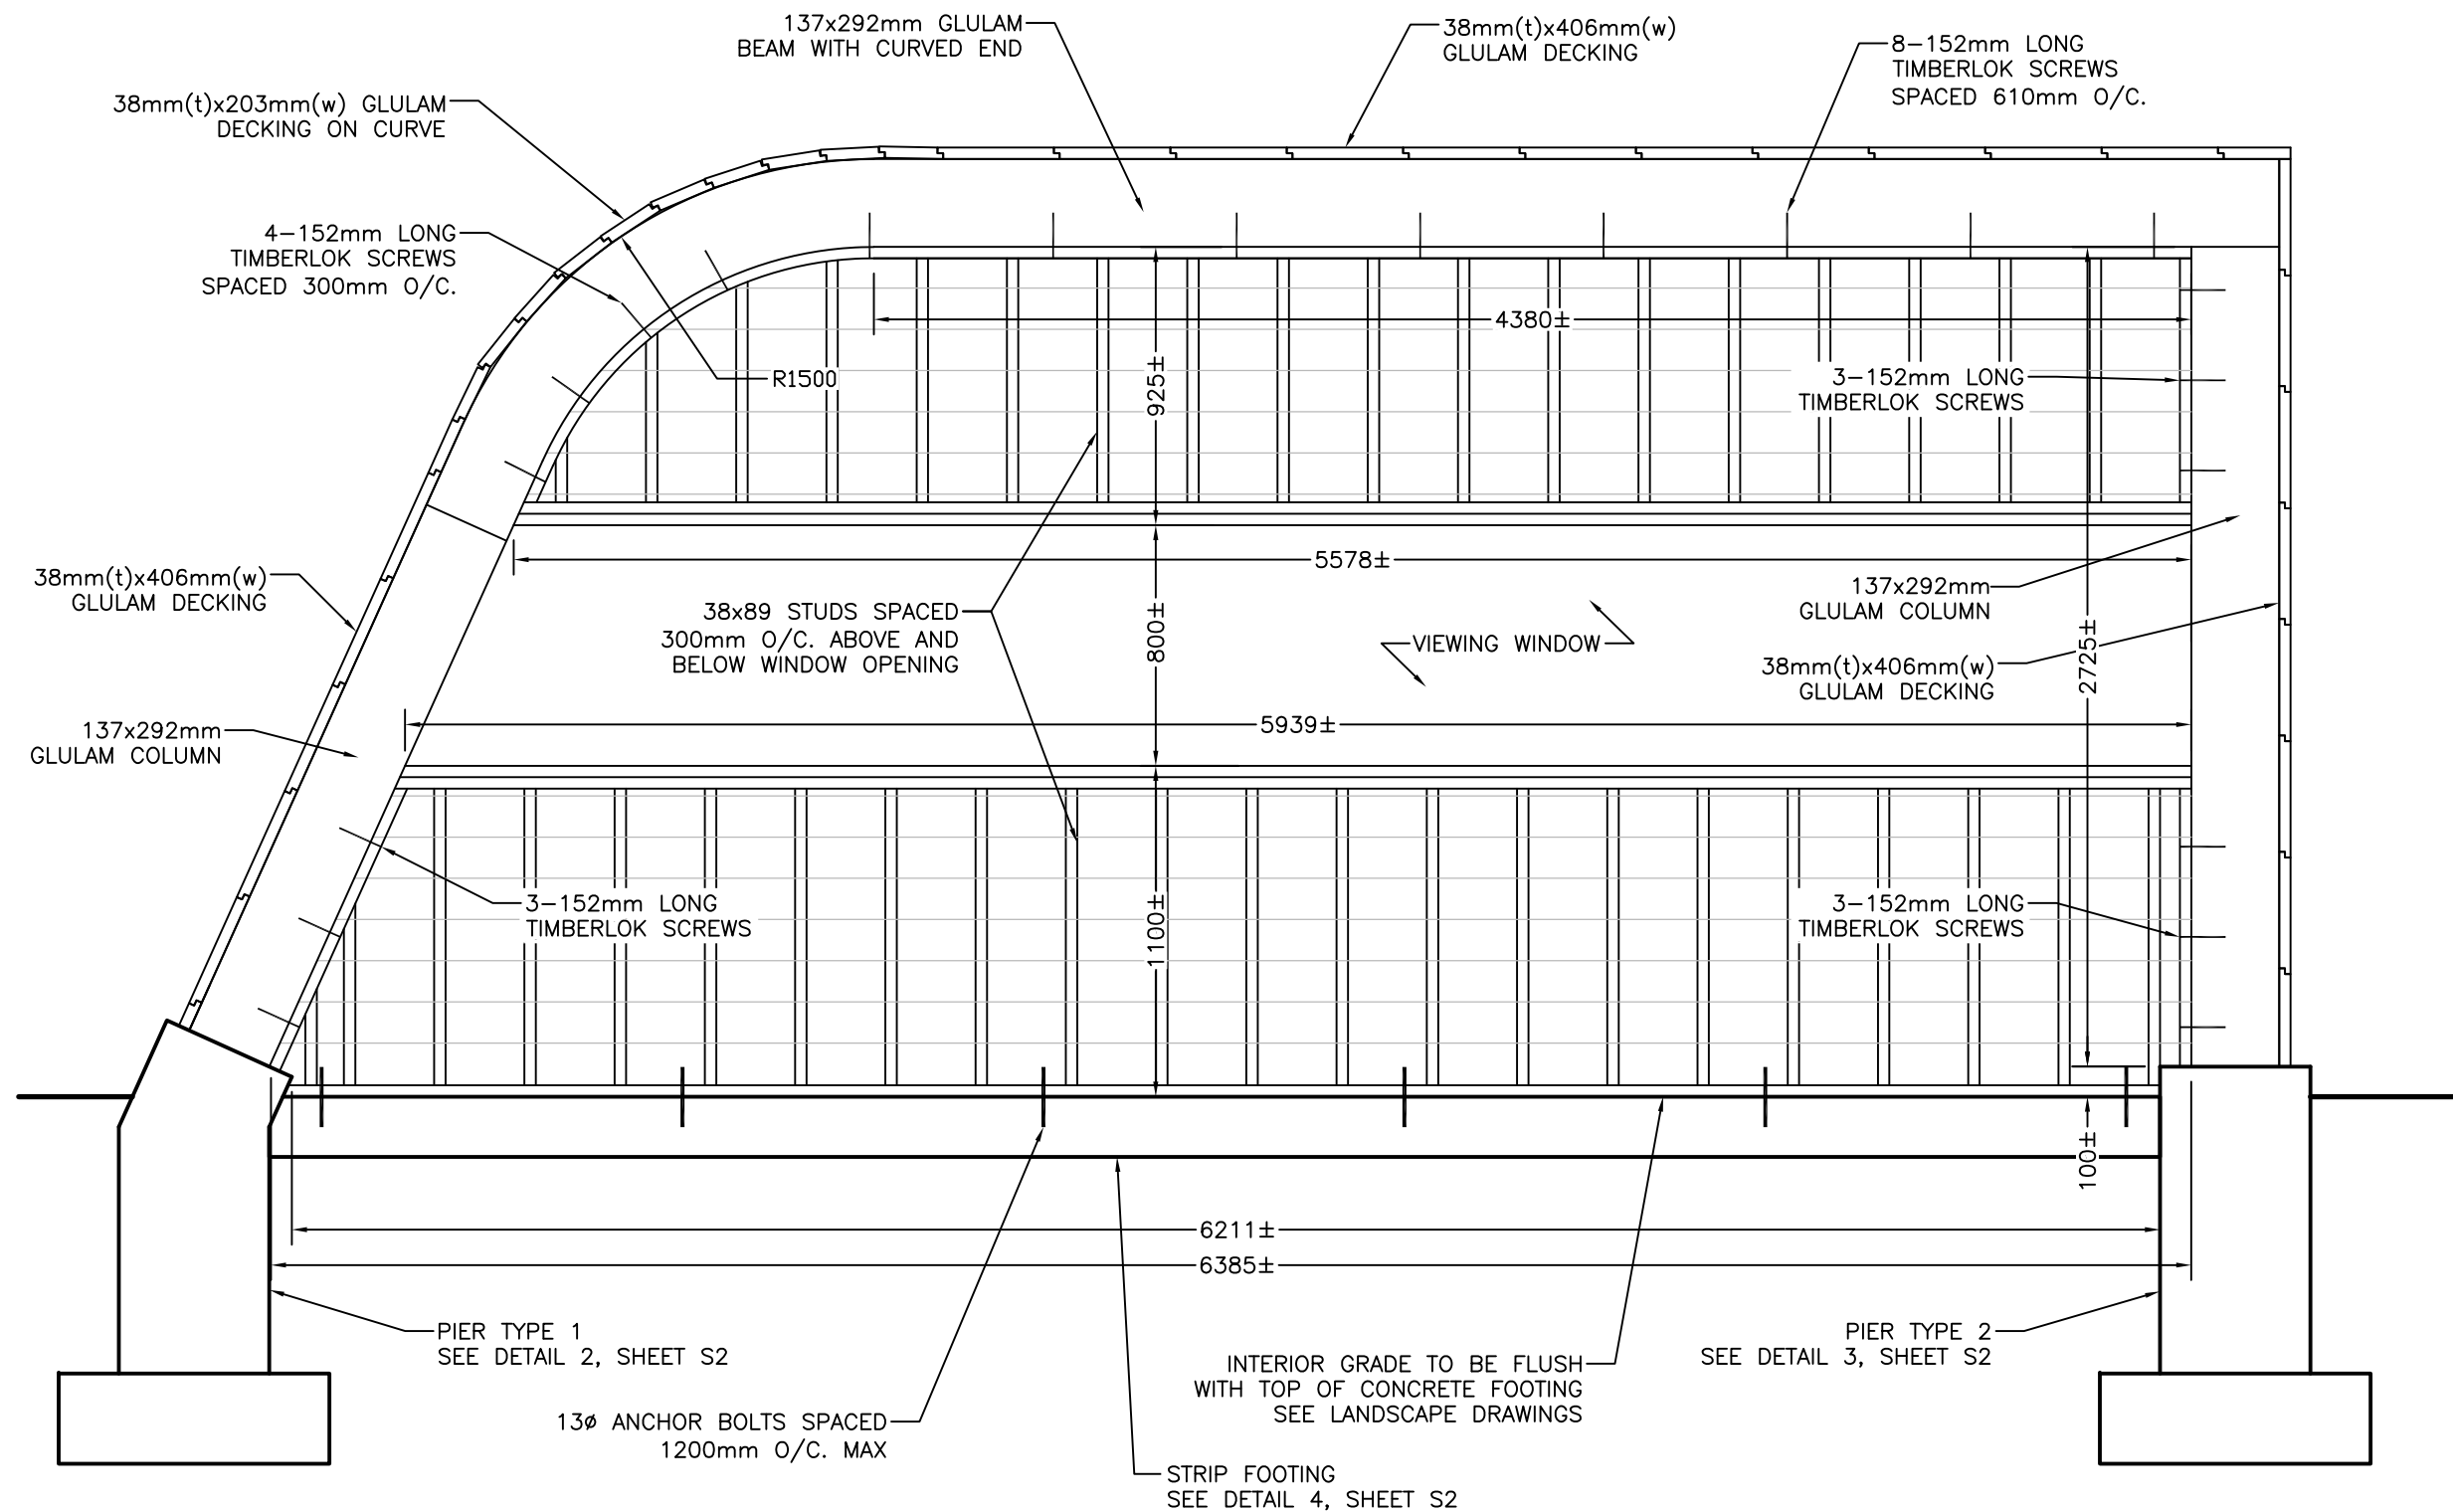 137x292mm GLULAM
BEAM WITH CURVED END
38mm(t)x406mm(w)
GLULAM DECKING
8-152mm LONG
TIMBERLOK SCREWS
SPACED 610mm O/C.
38mm(t)x203mm(w) GLULAM
DECKING ON CURVE
4-152mm LONG
TIMBERLOK SCREWS
SPACED 300mm O/C.
4380±
925±
R1500
3-152mm LONG
TIMBERLOK SCREWS
5578±
38mm(t)x406mm(w)
GLULAM DECKING
38x89 STUDS SPACED
300mm O/C. ABOVE AND
BELOW WINDOW OPENING
800±
VIEWING WINDOW
137x292mm
GLULAM COLUMN
2725±
38mm(t)x406mm(w)
GLULAM DECKING
137x292mm
GLULAM COLUMN
5939±
3-152mm LONG
TIMBERLOK SCREWS
1100±
3-152mm LONG
TIMBERLOK SCREWS
100±
6211±
6385±
PIER TYPE 1
SEE DETAIL 2, SHEET S2
INTERIOR GRADE TO BE FLUSH
WITH TOP OF CONCRETE FOOTING
SEE LANDSCAPE DRAWINGS
PIER TYPE 2
SEE DETAIL 3, SHEET S2
13ø ANCHOR BOLTS SPACED
1200mm O/C. MAX
STRIP FOOTING
SEE DETAIL 4, SHEET S2